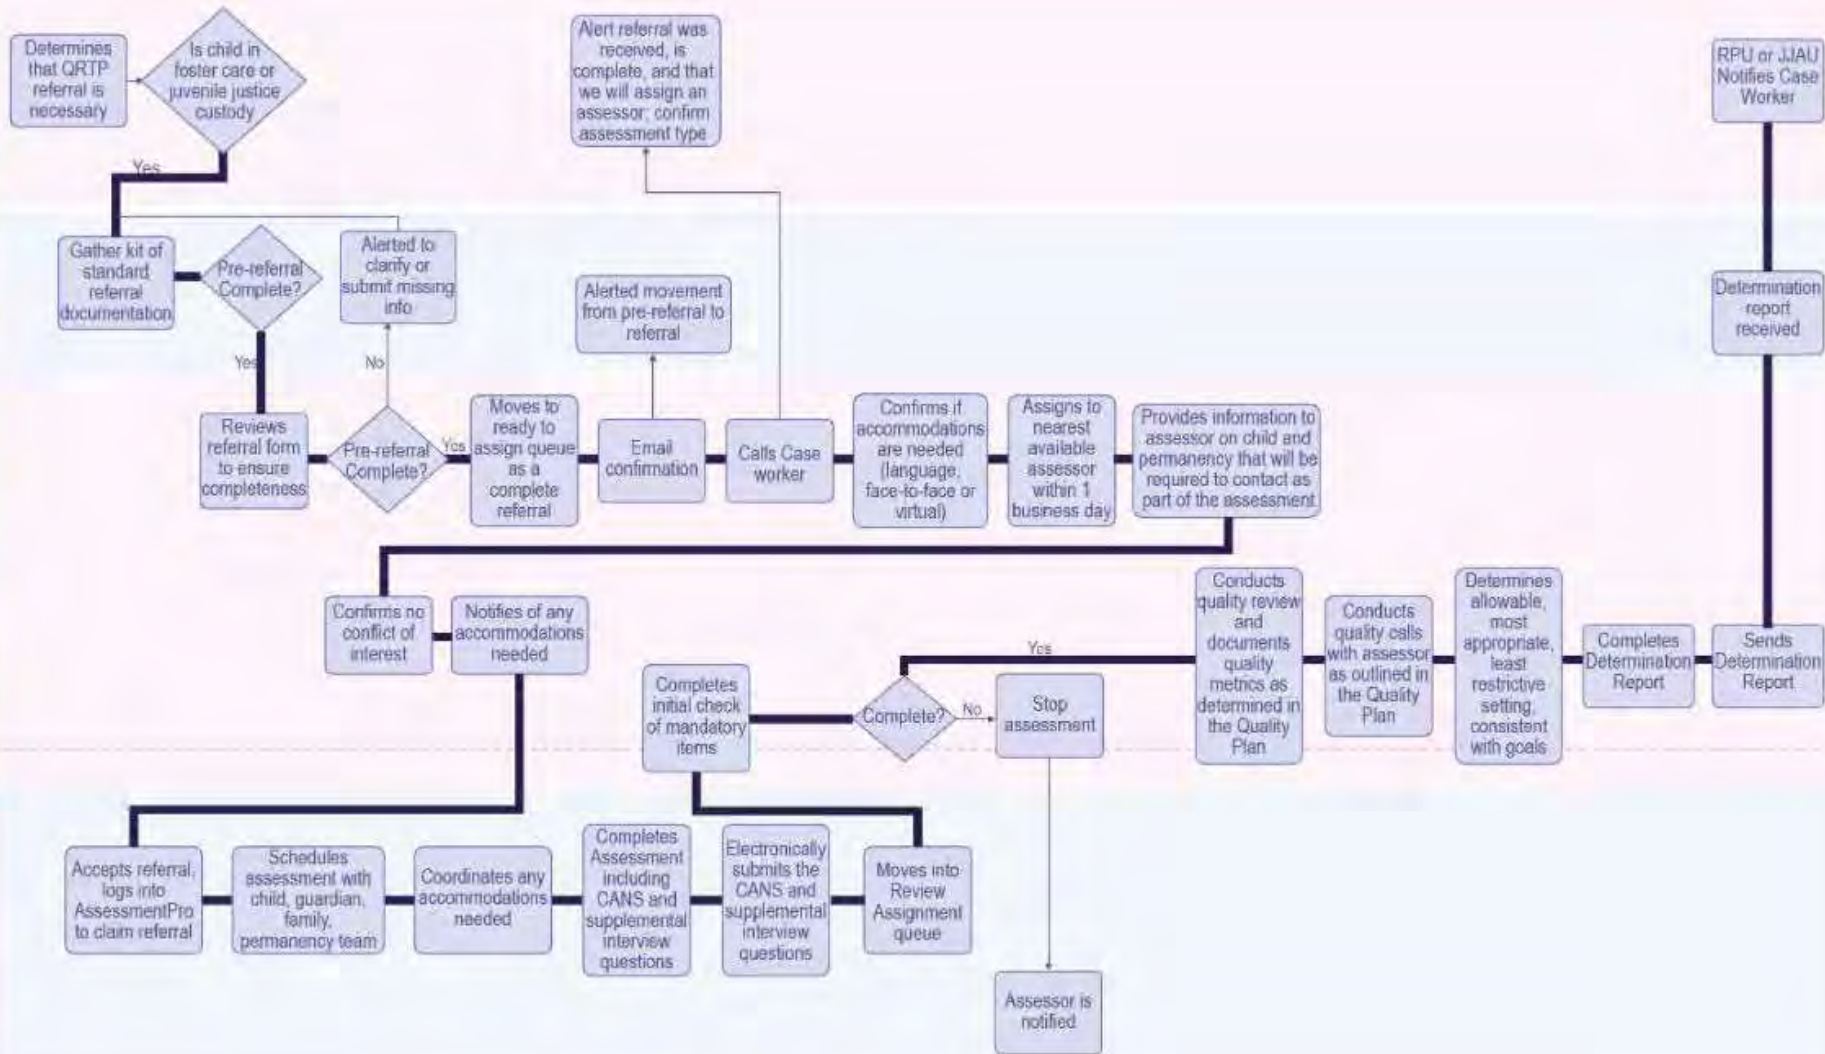 Determines
that QRTP
referral is
necessary
Is child in
foster care or
juvenile justice
custody
Alert referral was
received, is
complete, and that
we will assign an
assessor; confirm
assessment type
RPU or JJAU
Notifies Case
Worker
Yes
Gather kit of
standard
referral
documentation
Pre-referral
Complete?
Alerted to
clarify or
submit missing
info
Alerted movement
from pre-referral to
referral
Determination
report
received
Yes
No
Reviews
referral form
to ensure
completeness
Pre-referral
Complete?
Yes
Moves to
ready to
assign queue
as a
complete
referral
Email
confirmation
Calls Case
worker
Confirms if
accommodations
are needed
(language,
face-to-face or
virtual)
Assigns to
nearest
available
assessor
within 1
business day
Provides information to
assessor on child and
permanency that will be
required to contact as
part of the assessment
Confirms no
conflict of
interest
Notifies of any
accommodations
needed
Completes
initial check
of mandatory
items
Complete?
Yes
No
Stop
assessment
Conducts
quality review
and
documents
quality
metrics as
determined in
the Quality
Plan
Conducts
quality calls
with assessor
as outlined in
the Quality
Plan
Determines
allowable,
most
appropriate,
least
restrictive
setting,
consistent
with goals
Completes
Determination
Report
Sends
Determination
Report
Accepts referral,
logs into
AssessmentPro
to claim referral
Schedules
assessment with
child, guardian,
family,
permanency team
Coordinates any
accommodations
needed
Completes
Assessment
including
CANS and
supplemental
interview
questions
Electronically
submits the
CANS and
supplemental
interview
questions
Moves into
Review
Assignment
queue
Assessor is
notified